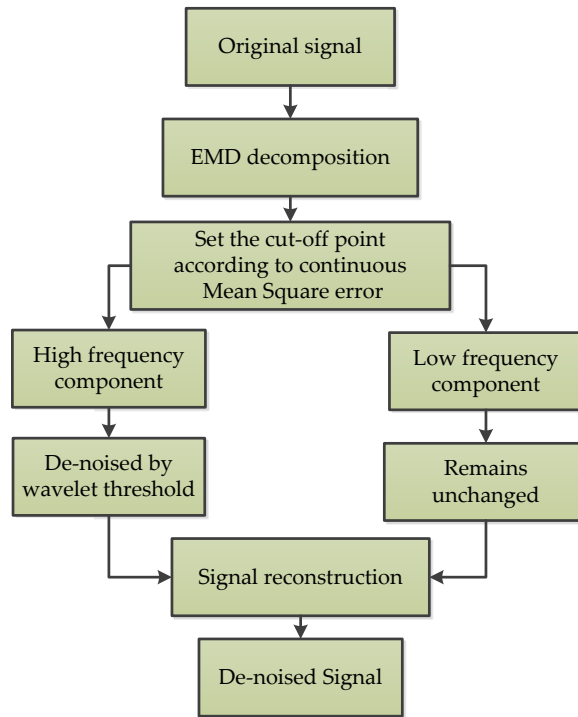 Original signal
EMD decomposition
Set the cut-off point
according to continuous
Mean Square error
High frequency
component
Low frequency
component
De-noised by
wavelet threshold
Remains
unchanged
Signal reconstruction
De-noised Signal